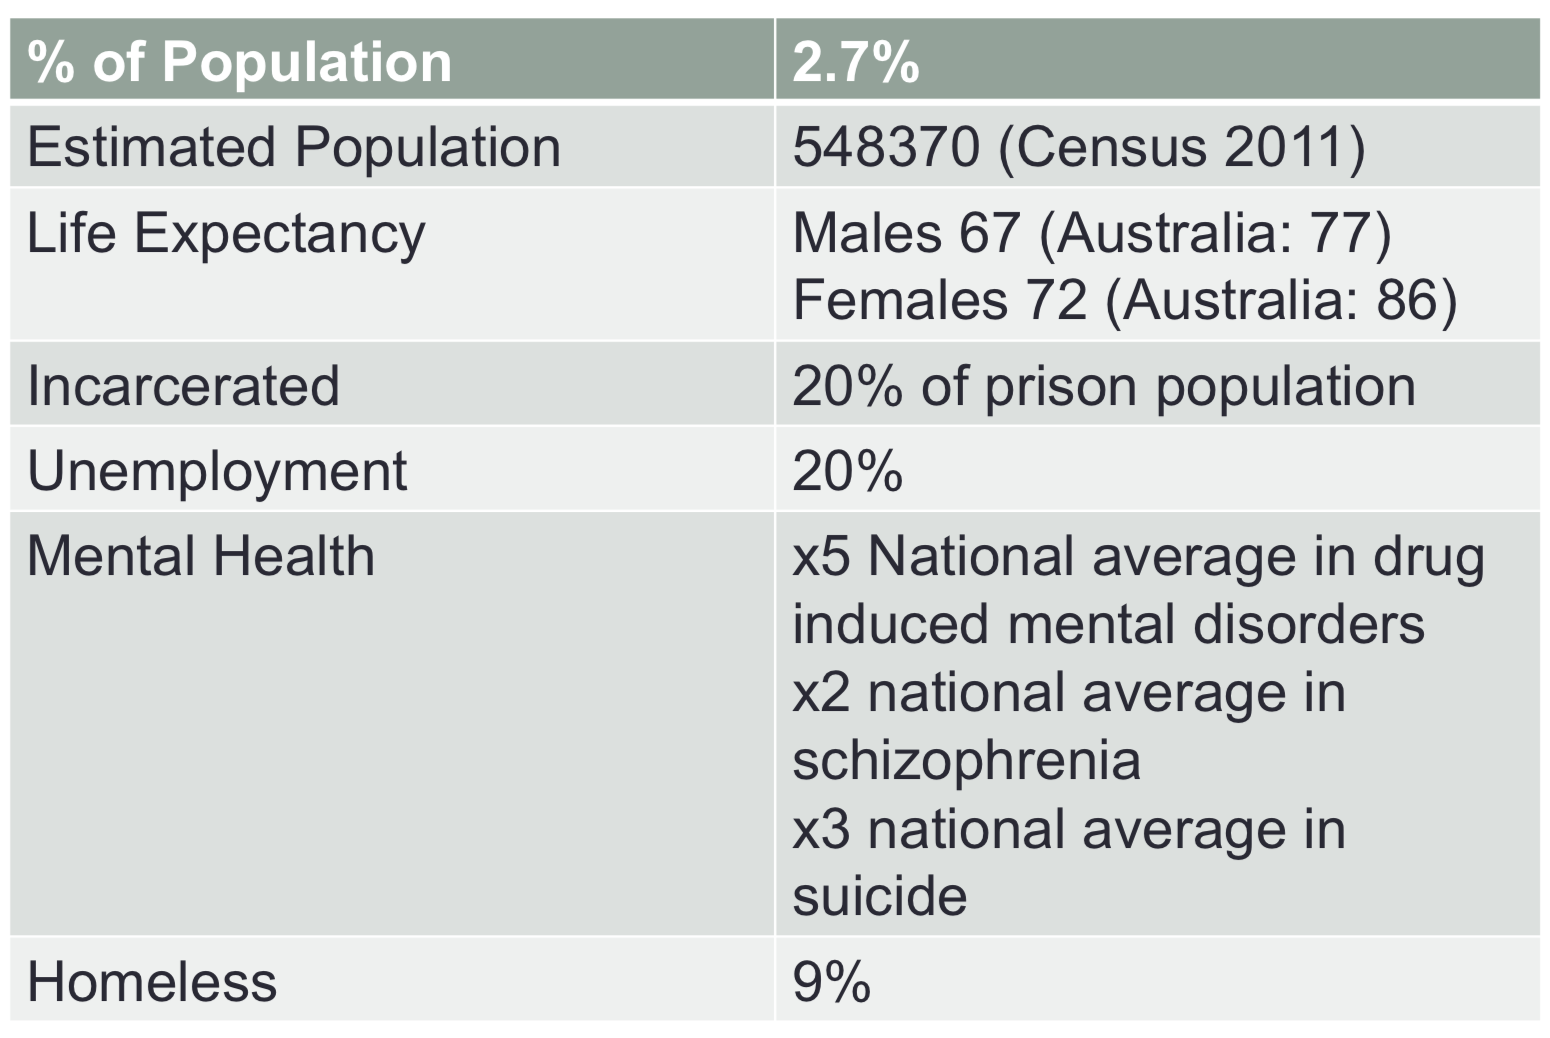 % of Population 2.7%
Estimated Population 548370 (Census 2011)
Life Expectancy Males 67 (Australia: 77)
Females 72 (Australia: 86)
Incarcerated 20% of prison population
Unemployment 20%
Mental Health x5 National average in drug
induced mental disorders
x2 national average in
schizophrenia
x3 national average in
suicide
Homeless 9%